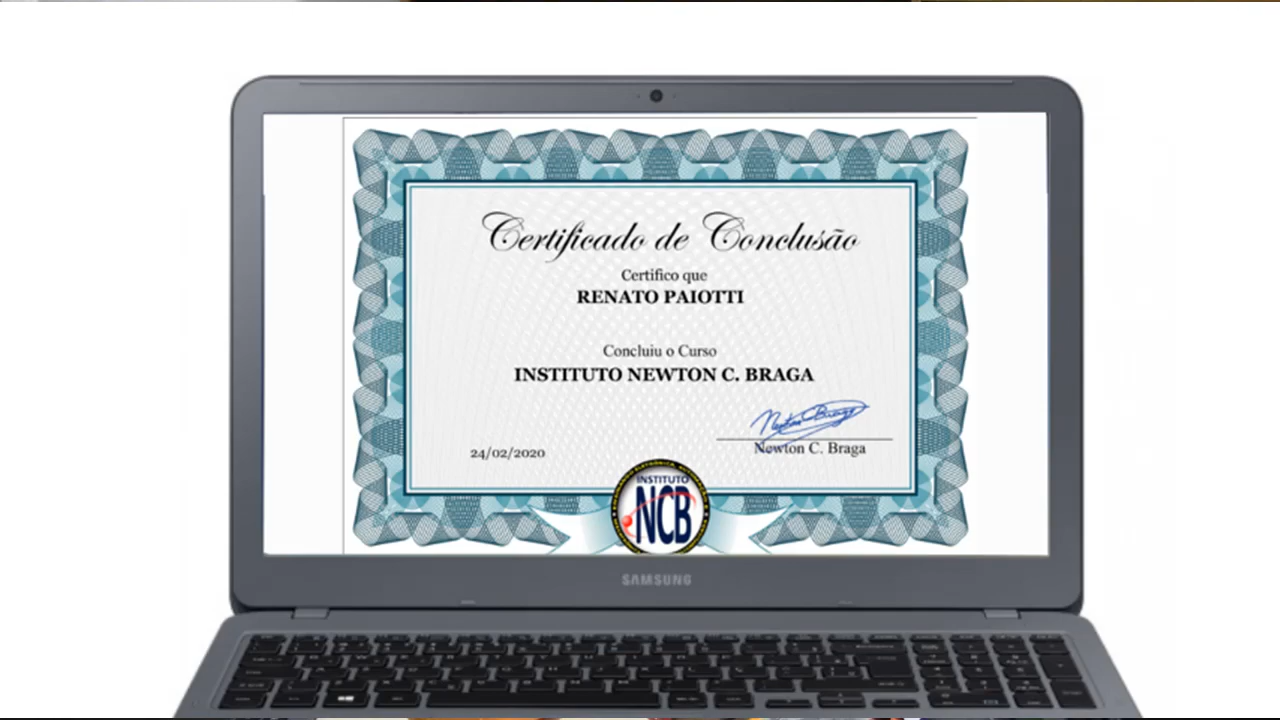 Certificado de Conclusão
Certifico que
RENATO PAIOTTI
Concluiu o Curso
INSTITUTO NEWTON C. BRAGA
Newton C. Braga
24/02/2020
INSTITUTO
NCB
SAMSUNG